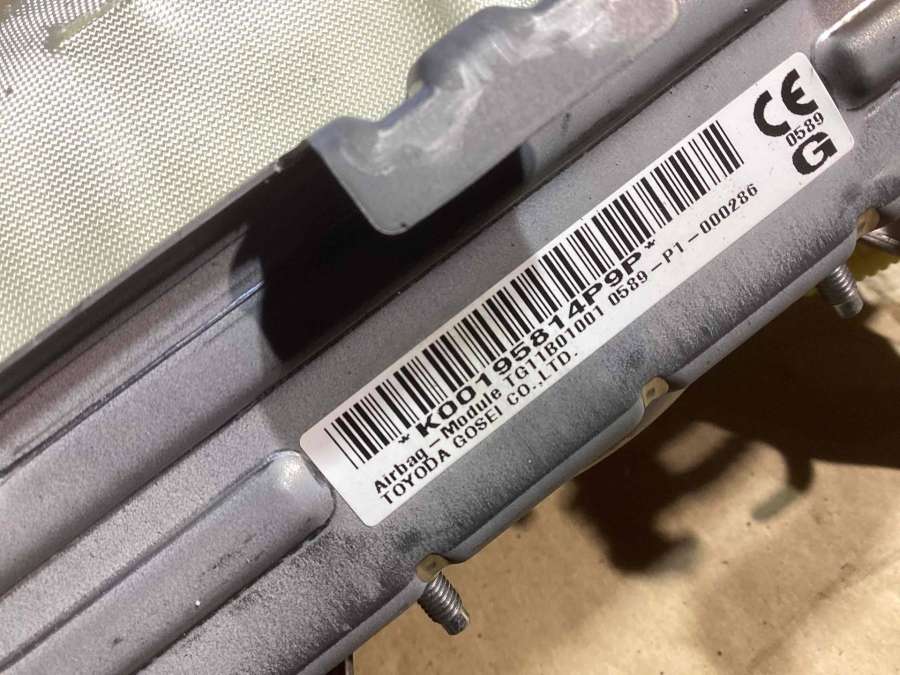 CE
0589
G
*K00195814P9P*
Airbag-Module TG11B01001 0589-P1-000286
TOYODA GOSEI CO.,LTD.